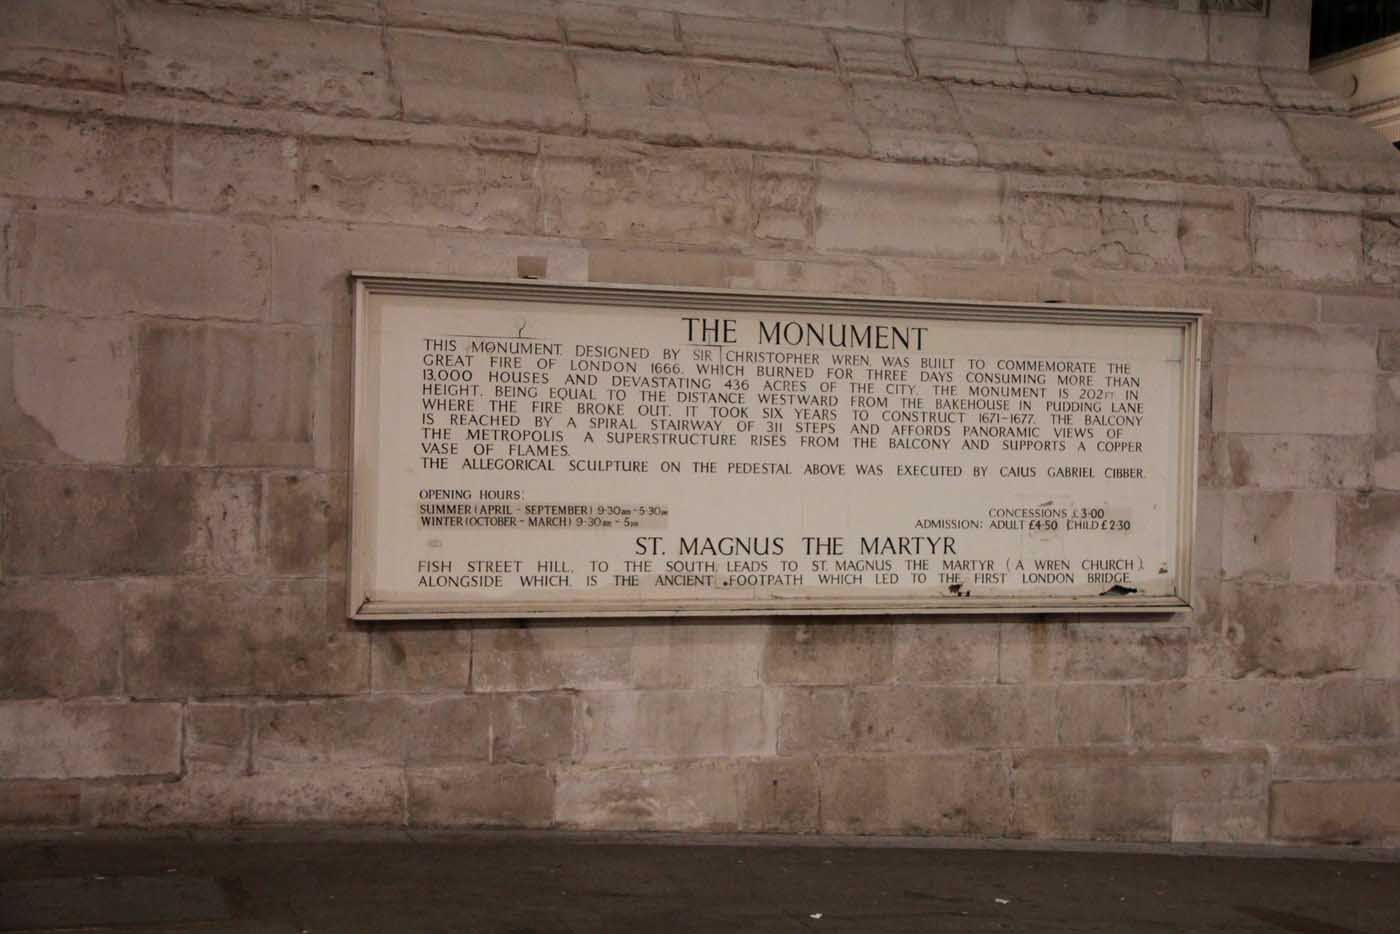 THE MONUMENT
THIS MONUMENT, DESIGNED BY SIR CHRISTOPHER WREN, WAS BUILT TO COMMEMORATE THE
GREAT FIRE OF LONDON 1666, WHICH BURNED FOR THREE DAYS CONSUMING MORE THAN
13,000 HOUSES AND DEVASTATING 436 ACRES OF THE CITY. THE MONUMENT IS 202FT IN
HEIGHT, BEING EQUAL TO THE DISTANCE WESTWARD FROM THE BAKEHOUSE IN PUDDING LANE
WHERE THE FIRE BROKE OUT. IT TOOK SIX YEARS TO CONSTRUCT 1671-1677. THE BALCONY
IS REACHED BY A SPIRAL STAIRWAY OF 311 STEPS AND AFFORDS PANORAMIC VIEWS OF
THE METROPOLIS A SUPERSTRUCTURE RISES FROM THE BALCONY AND SUPPORTS A COPPER
VASE OF FLAMES.
THE ALLEGORICAL SCULPTURE ON THE PEDESTAL ABOVE WAS EXECUTED BY CAIUS GABRIEL CIBBER.
OPENING HOURS:
SUMMER (APRIL - SEPTEMBER) 9·30am - 5·30pm
WINTER (OCTOBER - MARCH) 9·30am - 5pm
CONCESSIONS £3·00
ADMISSION: ADULT £4·50 CHILD £2·30
ST. MAGNUS THE MARTYR
FISH STREET HILL, TO THE SOUTH, LEADS TO ST. MAGNUS THE MARTYR (A WREN CHURCH),
ALONGSIDE WHICH, IS THE ANCIENT FOOTPATH WHICH LED TO THE FIRST LONDON BRIDGE.